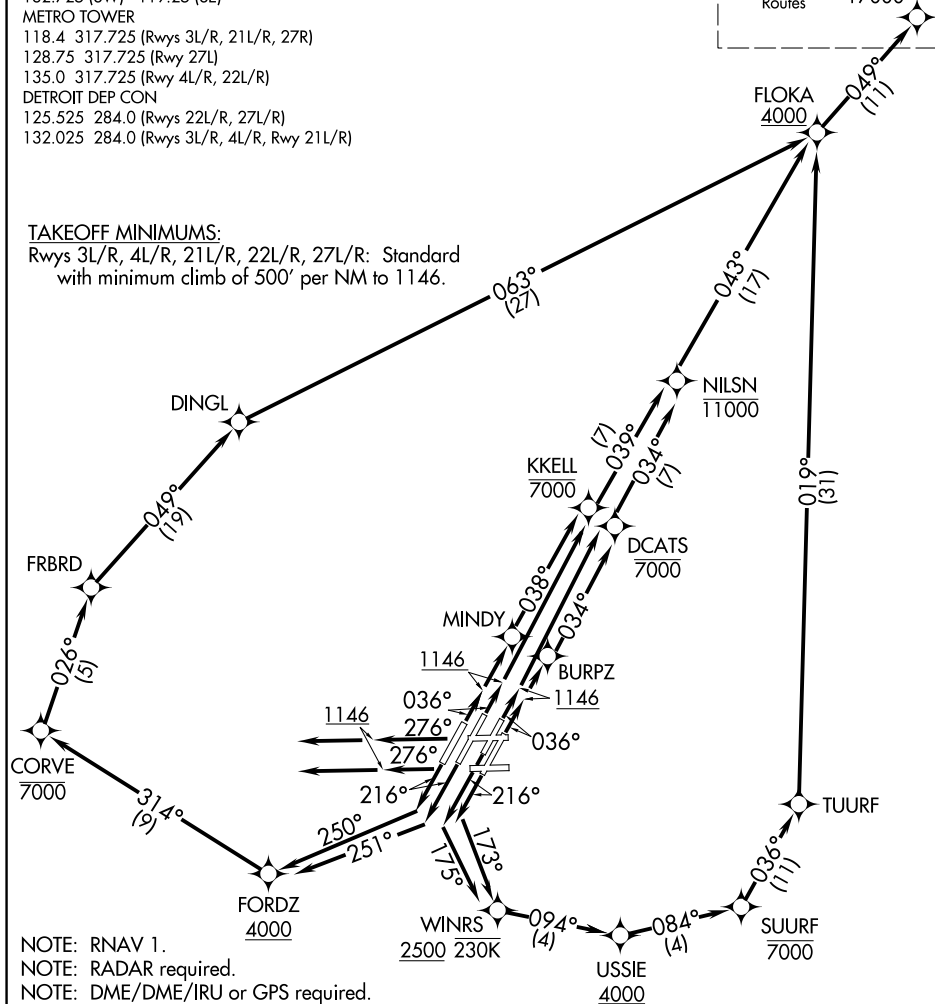 METRO TOWER
118.4 317.725 (Rwys 3L/R, 21L/R, 27R)
128.75 317.725 (Rwy 27L)
135.0 317.725 (Rwy 4L/R, 22L/R)
DETROIT DEP CON
125.525 284.0 (Rwys 22L/R, 27L/R)
132.025 284.0 (Rwys 3L/R, 4L/R, Rwy 21L/R)
Routes
049°
(11)
FLOKA
4000
TAKEOFF MINIMUMS:
Rwys 3L/R, 4L/R, 21L/R, 22L/R, 27L/R: Standard
with minimum climb of 500' per NM to 1146.
063°
(27)
043°
(17)
DINGL
NILSN
11000
(7)
039°
034°
(7)
KKELL
7000
019°
(31)
049°
(19)
DCATS
7000
FRBRD
038°
034°
MINDY
026°
(5)
BURPZ
1146
1146
036°
1146
276°
036°
276°
CORVE
7000
216°
216°
314°
(9)
TUURF
250°
251°
175°
173°
036°
(11)
FORDZ
4000
WINRS
2500 230K
094°
(4)
084°
(4)
SUURF
7000
USSIE
4000
NOTE: RNAV 1.
NOTE: RADAR required.
NOTE: DME/DME/IRU or GPS required.